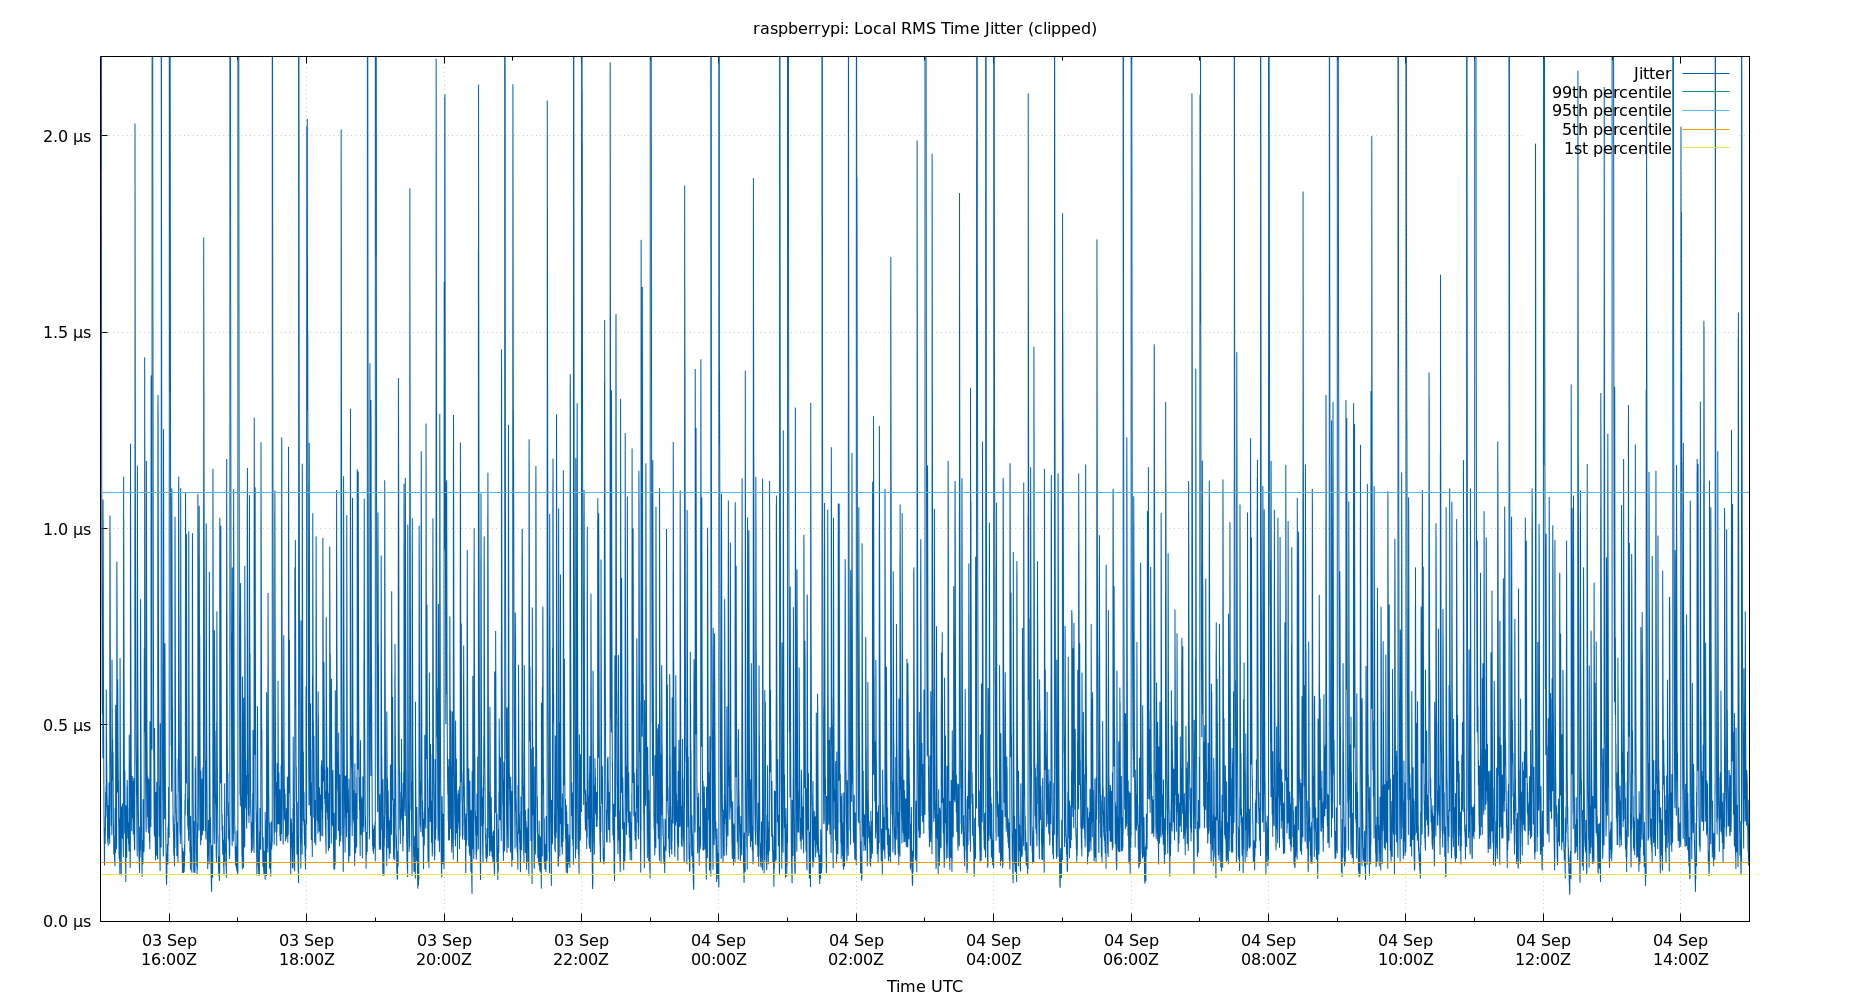 raspberrypi: Local RMS Time Jitter (clipped)
Jitter
99th percentile
95th percentile
5th percentile
1st percentile
2.0 µs
1.5 µs
1.0 µs
0.5 µs
0.0 µs
03 Sep 03 Sep 03 Sep 03 Sep 04 Sep 04 Sep 04 Sep 04 Sep 04 Sep 04 Sep 04 Sep 04 Sep
16:00Z 18:00Z 20:00Z 22:00Z 00:00Z 02:00Z 04:00Z 06:00Z 08:00Z 10:00Z 12:00Z 14:00Z
Time UTC